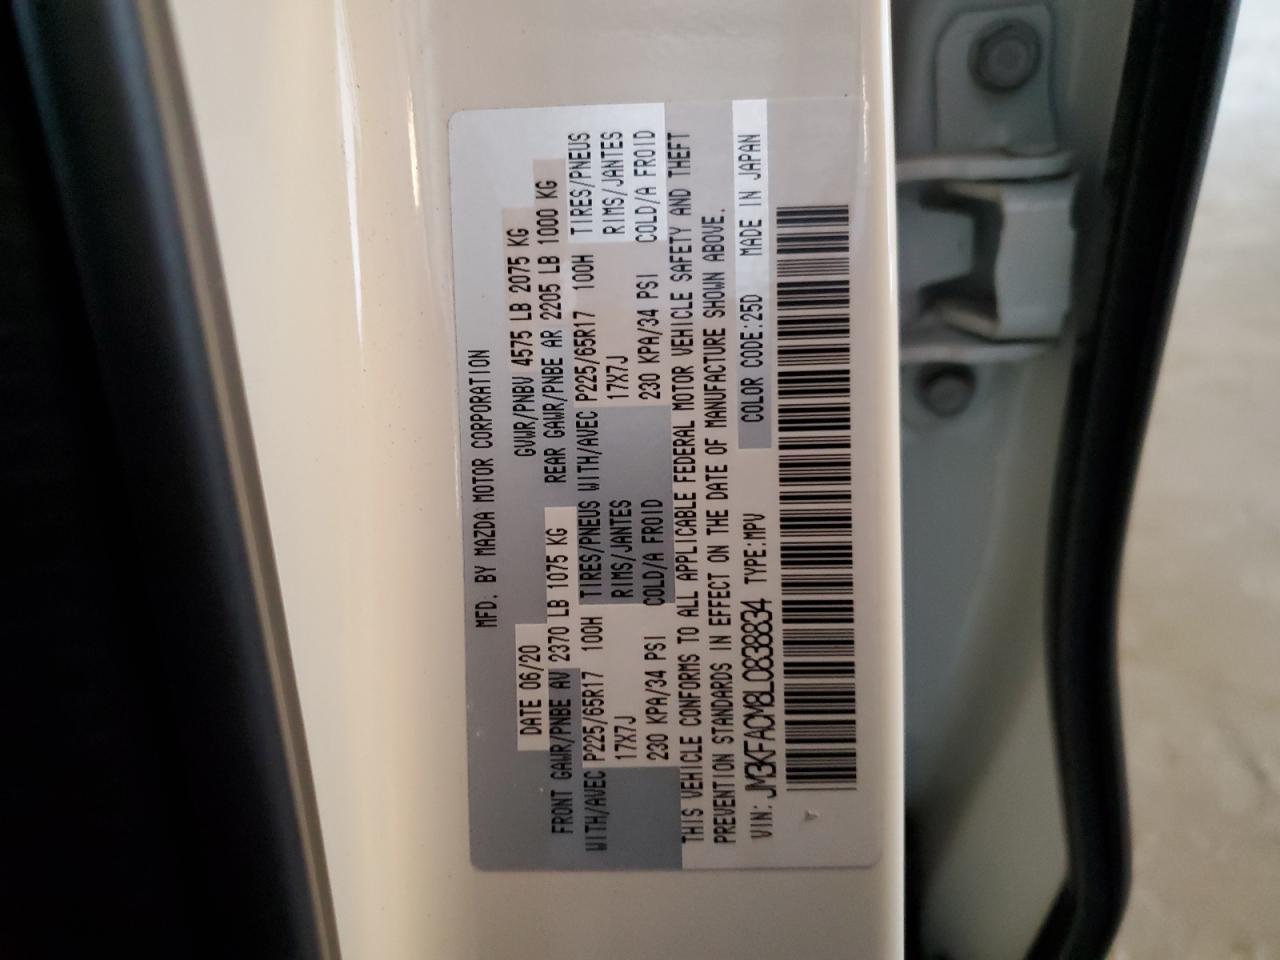 MFD. BY MAZDA MOTOR CORPORATION
DATE 06/20 GVWR/PNBV 4575 LB 2075 KG
FRONT GAWR/PNBE AV 2370 LB 1075 KG REAR GAWR/PNBE AR 2205 LB 1000 KG
WITH/AVEC P225/65R17 100H TIRES/PNEUS WITH/AVEC P225/65R17 100H TIRES/PNEUS
17X7J RIMS/JANTES 17X7J RIMS/JANTES
230 KPA/34 PSI COLD/A FROID 230 KPA/34 PSI COLD/A FROID
THIS VEHICLE CONFORMS TO ALL APPLICABLE FEDERAL MOTOR VEHICLE SAFETY AND THEFT
PREVENTION STANDARDS IN EFFECT ON THE DATE OF MANUFACTURE SHOWN ABOVE.
VIN: JM3KFACM8L0838834 TYPE:MPV COLOR CODE:25D MADE IN JAPAN